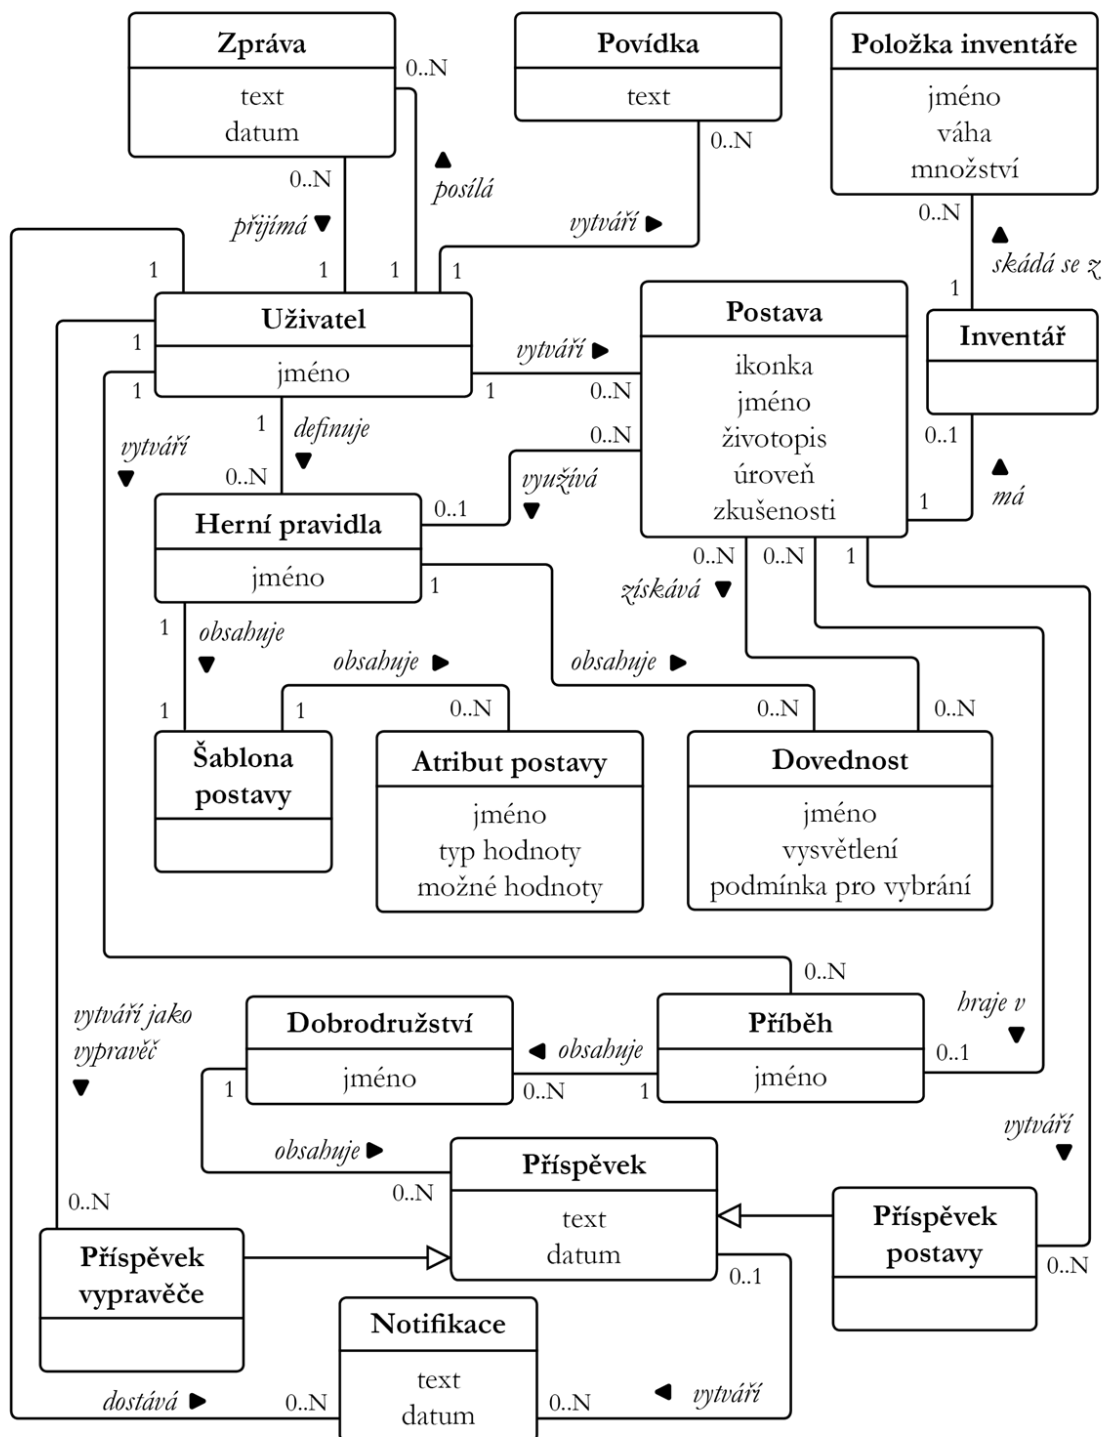 Zpráva
text
datum
Povídka
text
Položka inventáře
jméno
váha
množství
0..N
posílá
0..N
přijímá
1
1
0..N
vytváří
1
0..N
skádá se z
1
1
Uživatel
jméno
1
1
vytváří
1
0..N
Postava
ikonka
jméno
životopis
úroveň
zkušenosti
Inventář
0..1
má
1
vytváří
1
definuje
0..N
0..N
využívá
0..1
Herní pravidla
jméno
1
0..N
0..N
1
získává
1
obsahuje
1
obsahuje
1
0..N
obsahuje
0..N
0..N
Šablona
postavy
Atribut postavy
jméno
typ hodnoty
možné hodnoty
Dovednost
jméno
vysvětlení
podmínka pro vybrání
0..N
vytváří jako
vypravěč
Dobrodružství
jméno
obsahuje
0..N
1
Příběh
jméno
hraje v
0..1
1
obsahuje
0..N
Příspěvek
text
datum
vytváří
0..N
Příspěvek
vypravěče
Příspěvek
postavy
0..N
0..1
Notifikace
text
datum
dostává
0..N
0..N
vytváří